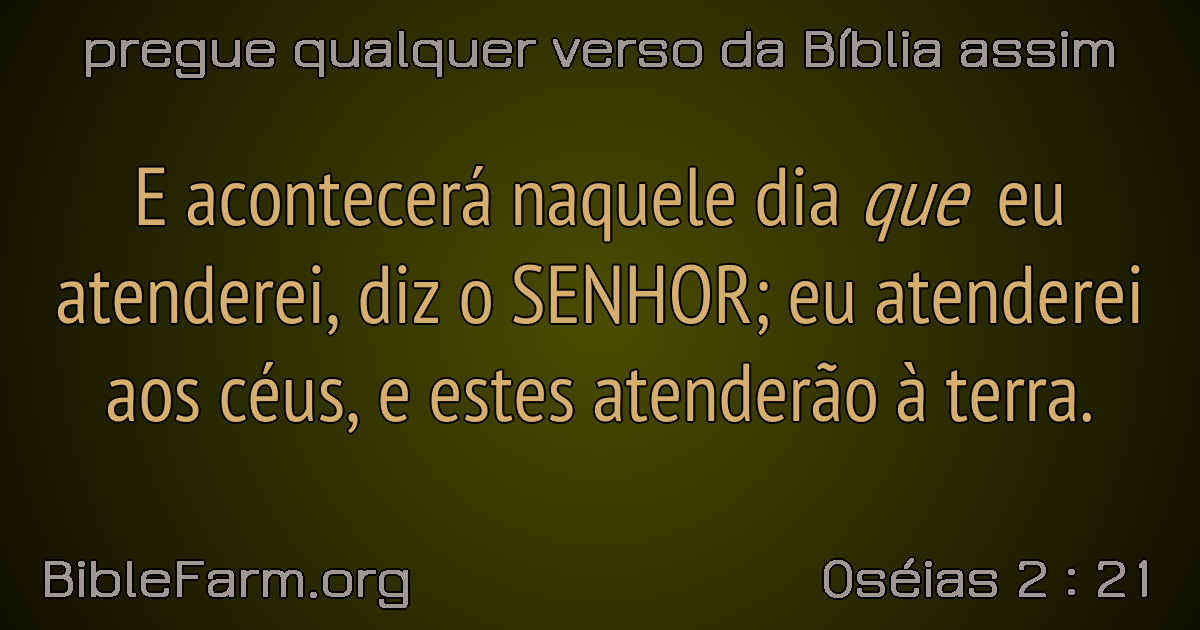 pregue qualquer verso da Bíblia assim
E acontecerá naquele dia que eu
atenderei, diz o SENHOR; eu atenderei
aos céus, e estes atenderão à terra.
BibleFarm.org
Oséias 2 : 21